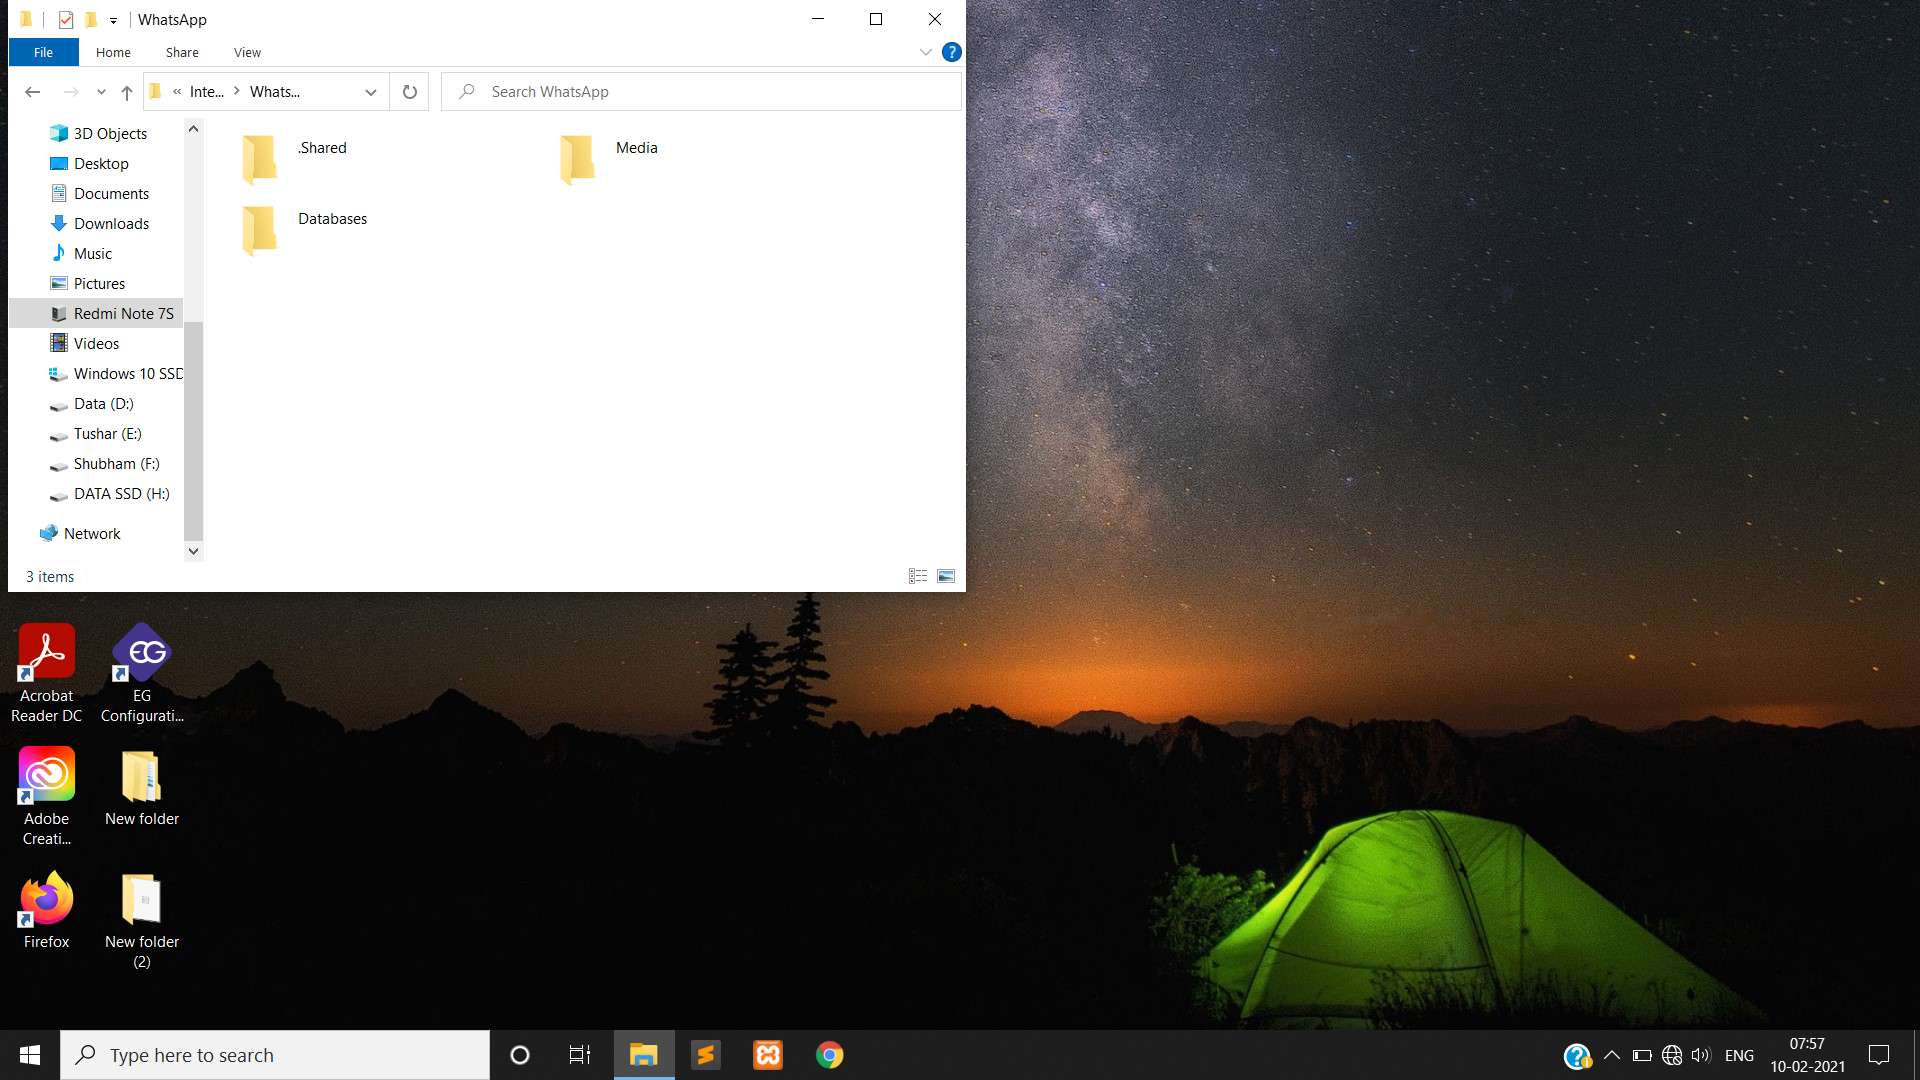 WhatsApp
File Home Share View
?
« Inte... > Whats...
Search WhatsApp
3D Objects
Desktop
Documents
Downloads
Music
Pictures
Redmi Note 7S
Videos
Windows 10 SSD
Data (D:)
Tushar (E:)
Shubham (F:)
DATA SSD (H:)
Network
.Shared
Media
Databases
3 items
Acrobat
Reader DC
EG
EG
Configurati...
Adobe
Creati...
New folder
Firefox
New folder
(2)
Type here to search
ENG
07:57
10-02-2021